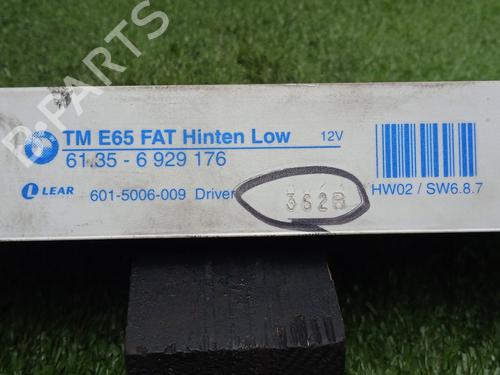 B-PARTS
TM E65 FAT Hinten Low 12V
61.35 - 6 929 176
LEAR 601-5006-009 Driver HW02 / SW6.8.7